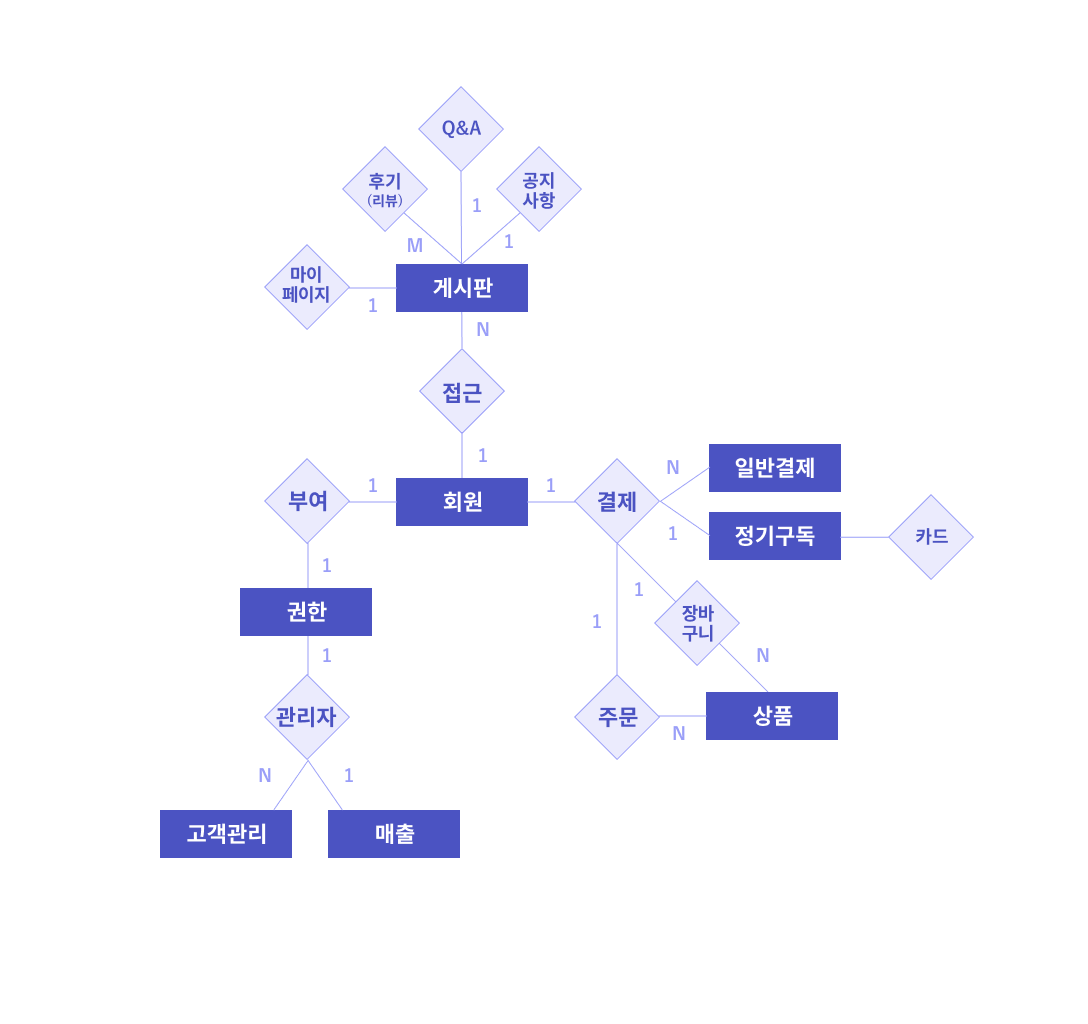 Q&A
후기
(리뷰)
공지
사항
1
M
1
마이
페이지
1
게시판
N
접근
1
부여
1
회원
1
결제
N
일반결제
1
정기구독
카드
1
권한
1
1
장바
구니
N
1
관리자
주문
N
상품
N
1
고객관리
매출